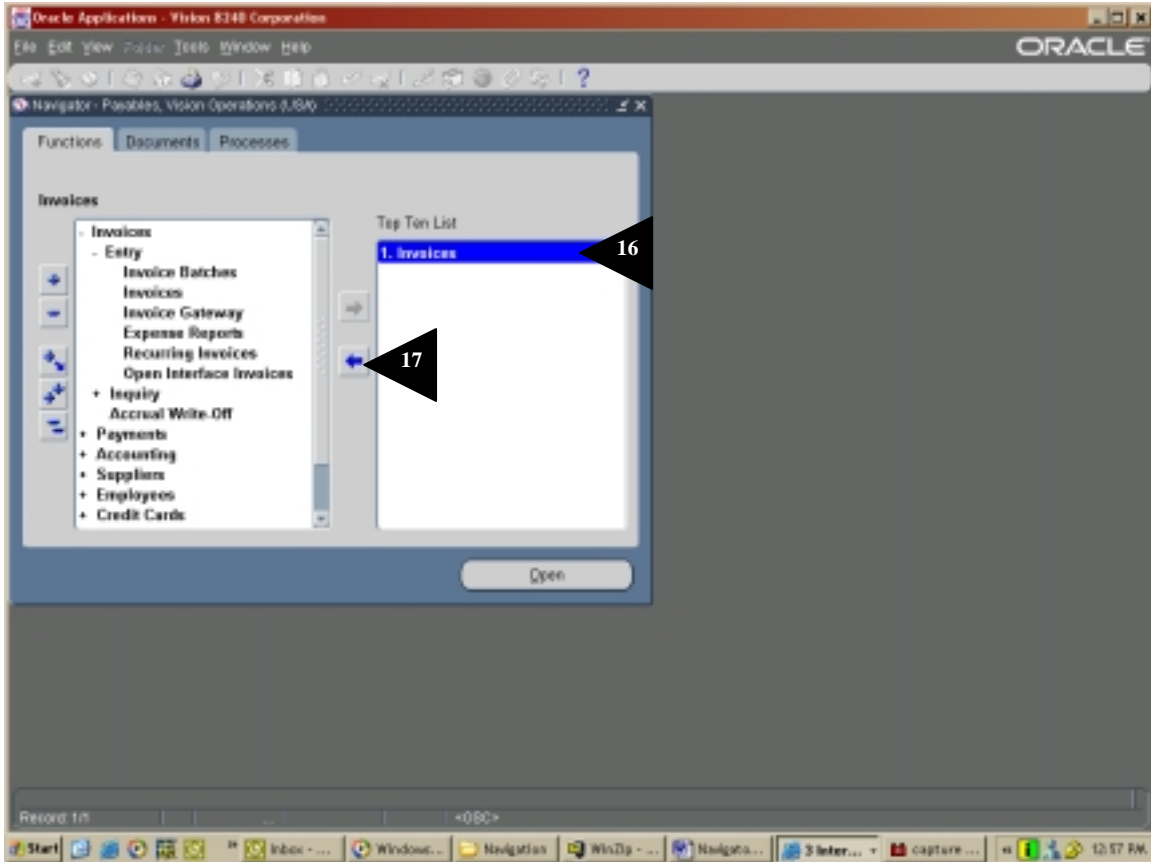 Oracle Applications - Vision 8240 Corporation
File Edit View Folder Tools Window Help
ORACLE
?
Navigator - Payables, Vision Operations (USA)
Functions Documents Processes
Invoices
Top Ten List
- Invoices
- Entry
Invoice Batches
Invoices
Invoice Gateway
Expense Reports
Recurring Invoices
Open Interface Invoices
+ Inquiry
Accrual Write-Off
+ Payments
+ Accounting
+ Suppliers
+ Employees
+ Credit Cards
1. Invoices
16
17
Open
Record: 1/1 ... <OSC>
Start Inbox - ... Windows... Navigation WinZip - ... Navigato... 3 Inter... capture ... 12:57 PM